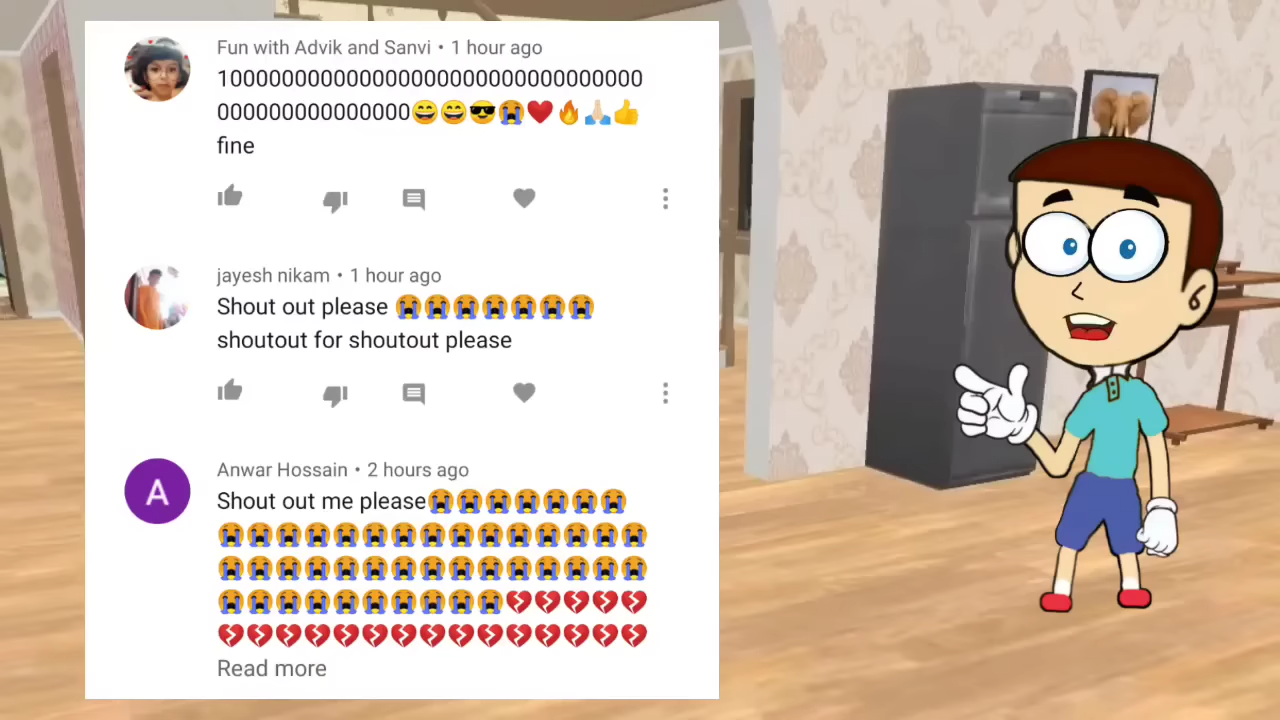 Fun with Advik and Sanvi • 1 hour ago
100000000000000000000000000000000
000000000000000😄😄😎😭❤️🔥🙏🏻👍
fine
jayesh nikam • 1 hour ago
Shout out please 😭😭😭😭😭😭😭
shoutout for shoutout please
A
Anwar Hossain • 2 hours ago
Shout out me please😭😭😭😭😭😭😭
😭😭😭😭😭😭😭😭😭😭😭😭😭😭😭
😭😭😭😭😭😭😭😭😭😭😭😭😭😭😭
😭😭😭😭😭😭😭😭😭😭💔💔💔💔💔
💔💔💔💔💔💔💔💔💔💔💔💔💔💔💔
Read more